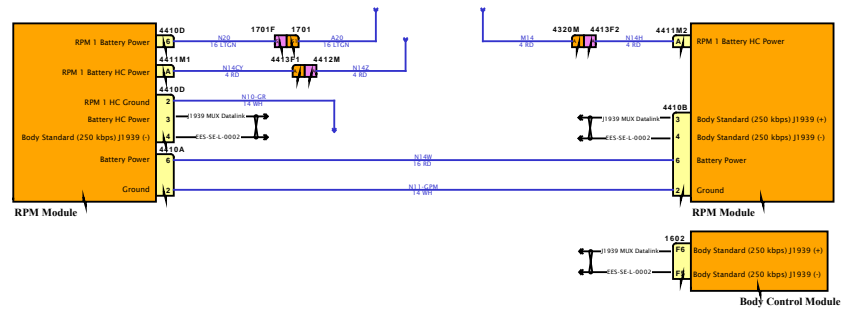 4410D
1701F
1701
4320M
4413F2
4411M2
RPM 1 Battery Power
6
N20
16 LTGN
A20
16 LTGN
M14
4 RD
N14H
4 RD
A
RPM 1 Battery HC Power
4411M1
4413F1
4412M
RPM 1 Battery HC Power
A
N14CY
4 RD
N14Z
4 RD
4410D
RPM 1 HC Ground
2
N10-GR
14 WH
4410B
Battery HC Power
3
J1939 MUX Datalink
J1939 MUX Datalink
3
Body Standard (250 kbps) J1939 (+)
Body Standard (250 kbps) J1939 (-)
4
EES-SE-L-0002
EES-SE-L-0002
4
Body Standard (250 kbps) J1939 (-)
4410A
Battery Power
6
N14W
16 RD
6
Battery Power
Ground
2
N11-GPM
14 WH
2
Ground
RPM Module
RPM Module
1602
J1939 MUX Datalink
F6
Body Standard (250 kbps) J1939 (+)
EES-SE-L-0002
Body Standard (250 kbps) J1939 (-)
Body Control Module